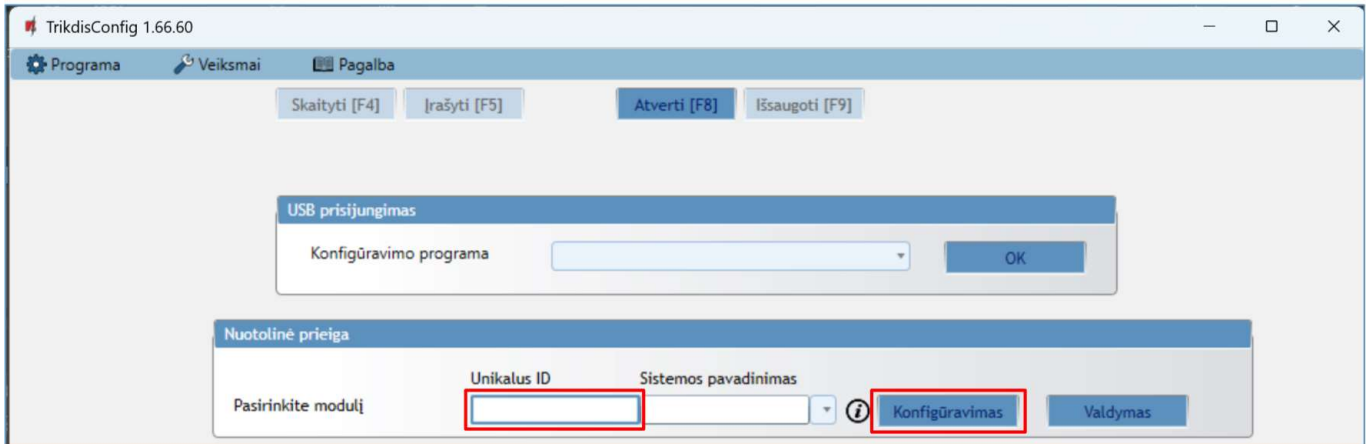 TrikdisConfig 1.66.60
Programa Veiksmai Pagalba
Skaityti [F4] Įrašyti [F5] Atverti [F8] Išsaugoti [F9]
USB prisijungimas
Konfigūravimo programa OK
Nuotolinė prieiga
Unikalus ID Sistemos pavadinimas
Pasirinkite modulį i Konfigūravimas Valdymas